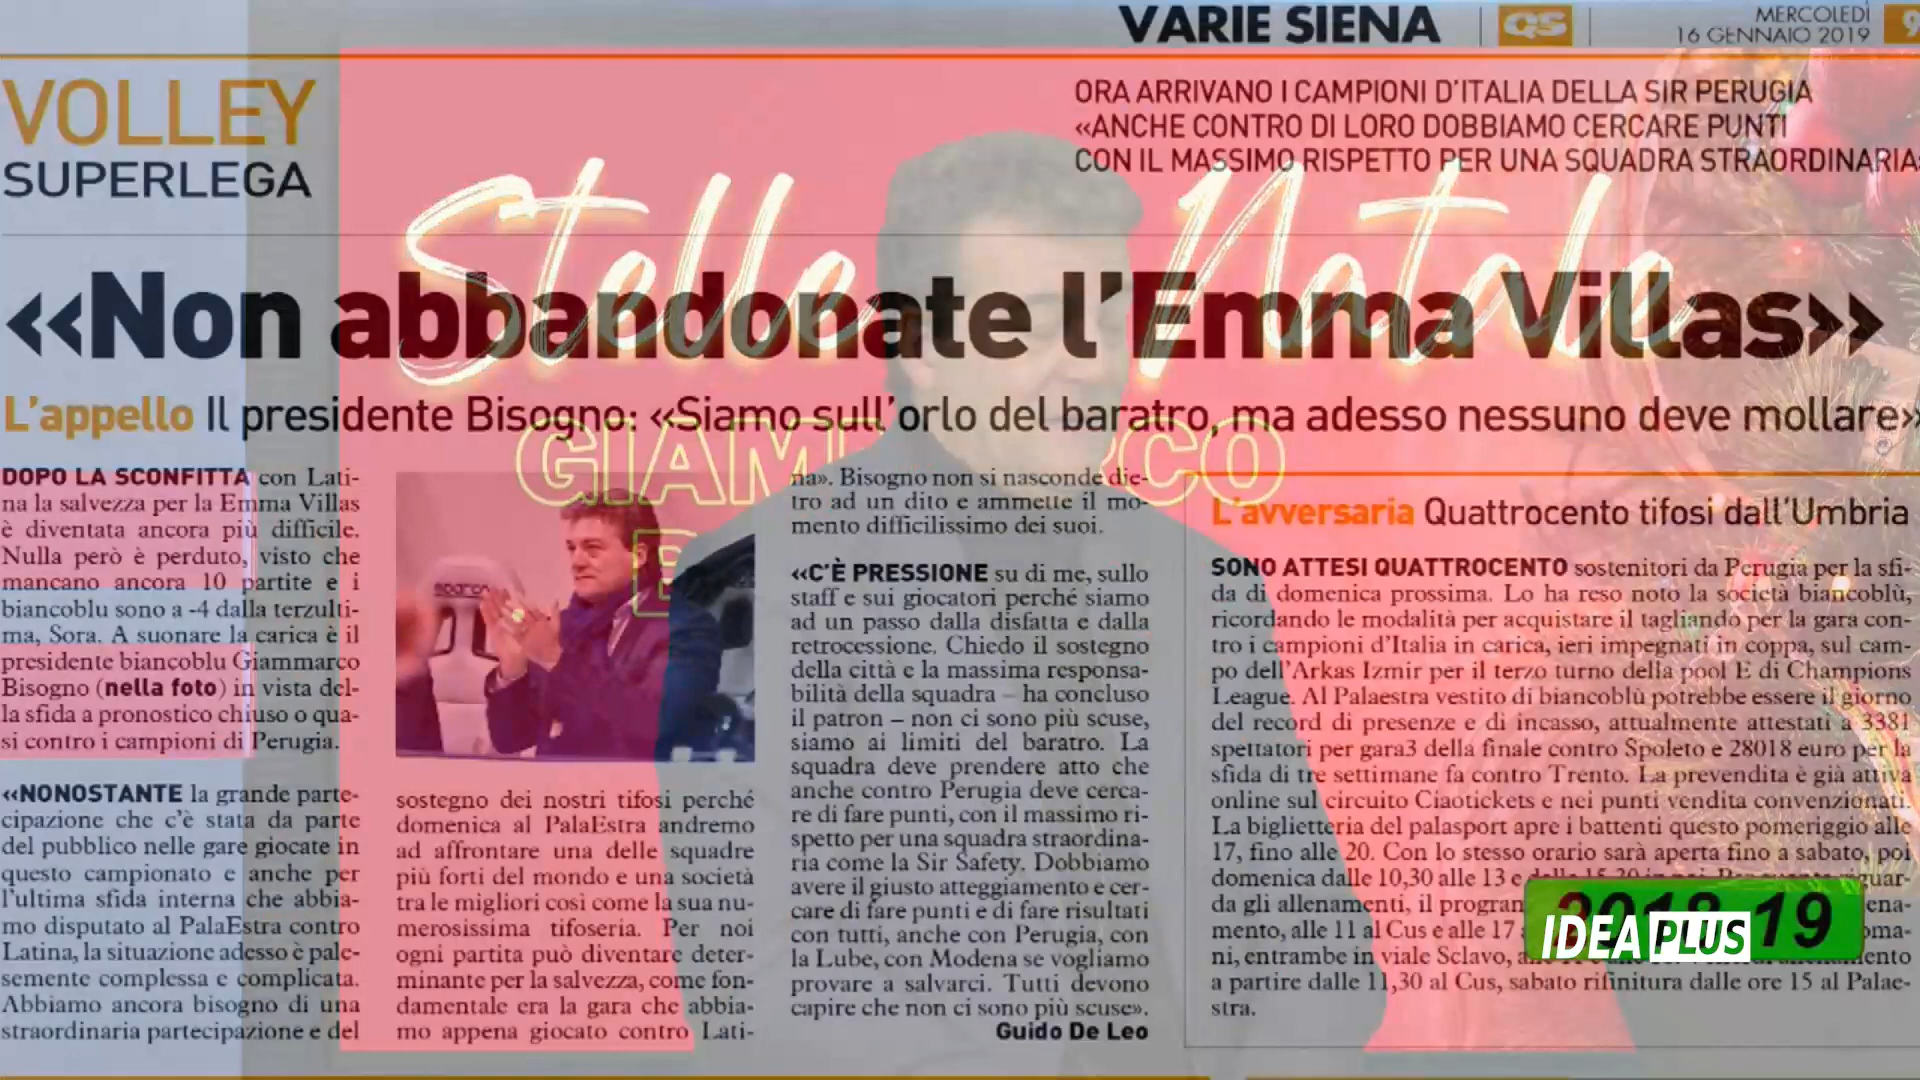 VARIE SIENA
QS
MERCOLEDÌ
16 GENNAIO 2019
9
VOLLEY
SUPERLEGA
ORA ARRIVANO I CAMPIONI D'ITALIA DELLA SIR PERUGIA
«ANCHE CONTRO DI LORO DOBBIAMO CERCARE PUNTI
CON IL MASSIMO RISPETTO PER UNA SQUADRA STRAORDINARIA»
Stelle Natale
«Non abbandonate l'Emma Villas»
L'appello Il presidente Bisogno: «Siamo sull'orlo del baratro, ma adesso nessuno deve mollare»
DOPO LA SCONFITTA con Lati-
na la salvezza per la Emma Villas
è diventata ancora più difficile.
Nulla però è perduto, visto che
mancano ancora 10 partite e i
biancoblu sono a -4 dalla terzulti-
ma, Sora. A suonare la carica è il
presidente biancoblu Giammarco
Bisogno (nella foto) in vista del-
la sfida a pronostico chiuso o qua-
si contro i campioni di Perugia.
«NONOSTANTE la grande parte-
cipazione che c'è stata da parte
del pubblico nelle gare giocate in
questo campionato e anche per
l'ultima sfida interna che abbia-
mo disputato al PalaEstra contro
Latina, la situazione adesso è pale-
semente complessa e complicata.
Abbiamo ancora bisogno di una
straordinaria partecipazione e del
sparco
sostegno dei nostri tifosi perché
domenica al PalaEstra andremo
ad affrontare una delle squadre
più forti del mondo e una società
tra le migliori così come la sua nu-
merosissima tifoseria. Per noi
ogni partita può diventare deter-
minante per la salvezza, come fon-
damentale era la gara che abbia-
mo appena giocato contro Lati-
na». Bisogno non si nasconde die-
tro ad un dito e ammette il mo-
mento difficilissimo dei suoi.
«C'È PRESSIONE su di me, sullo
staff e sui giocatori perché siamo
ad un passo dalla disfatta e dalla
retrocessione. Chiedo il sostegno
della città e la massima responsa-
bilità della squadra – ha concluso
il patron – non ci sono più scuse,
siamo ai limiti del baratro. La
squadra deve prendere atto che
anche contro Perugia deve cerca-
re di fare punti, con il massimo ri-
spetto per una squadra straordina-
ria come la Sir Safety. Dobbiamo
avere il giusto atteggiamento e cer-
care di fare punti e di fare risultati
con tutti, anche con Perugia, con
la Lube, con Modena se vogliamo
provare a salvarci. Tutti devono
capire che non ci sono più scuse».
Guido De Leo
L'avversaria Quattrocento tifosi dall'Umbria
SONO ATTESI QUATTROCENTO sostenitori da Perugia per la sfi-
da di domenica prossima. Lo ha reso noto la società biancoblù,
ricordando le modalità per acquistare il tagliando per la gara con-
tro i campioni d'Italia in carica, ieri impegnati in coppa, sul cam-
po dell'Arkas Izmir per il terzo turno della pool E di Champions
League. Al Palaestra vestito di biancoblù potrebbe essere il giorno
del record di presenze e di incasso, attualmente attestati a 3381
spettatori per gara3 della finale contro Spoleto e 28018 euro per la
sfida di tre settimane fa contro Trento. La prevendita è già attiva
online sul circuito Ciaotickets e nei punti vendita convenzionati.
La biglietteria del palasport apre i battenti questo pomeriggio alle
17, fino alle 20. Con lo stesso orario sarà aperta fino a sabato, poi
domenica dalle 10,30 alle 13 e
da gli allenamenti, il
mento, alle 11 al Cus e alle 17
ni, entrambe in viale Sclavo,
a partire dalle 11,30 al Cus, sabato rifinitura dalle ore 15 al Palae-
stra.
2018-19
IDEA PLUS